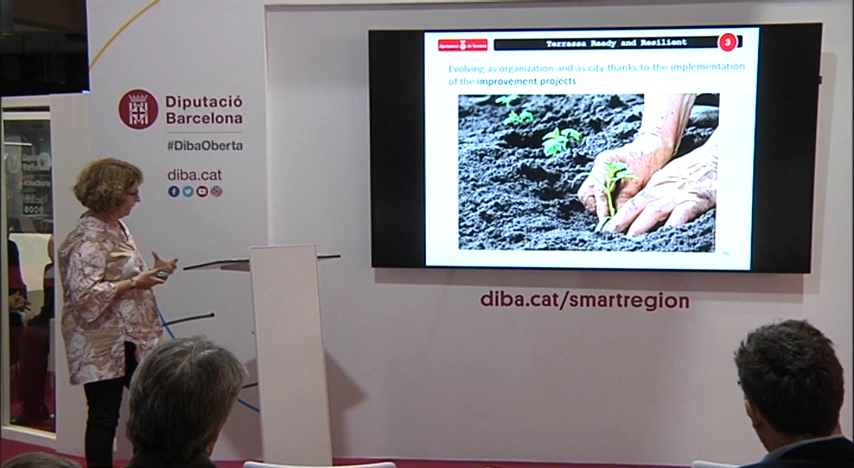 Diputació
Barcelona
#DibaOberta
diba.cat
Terrassa Ready and Resilient
3
Evolving as organization and as city thanks to the implementation
of the improvement projects
diba.cat/smartregion